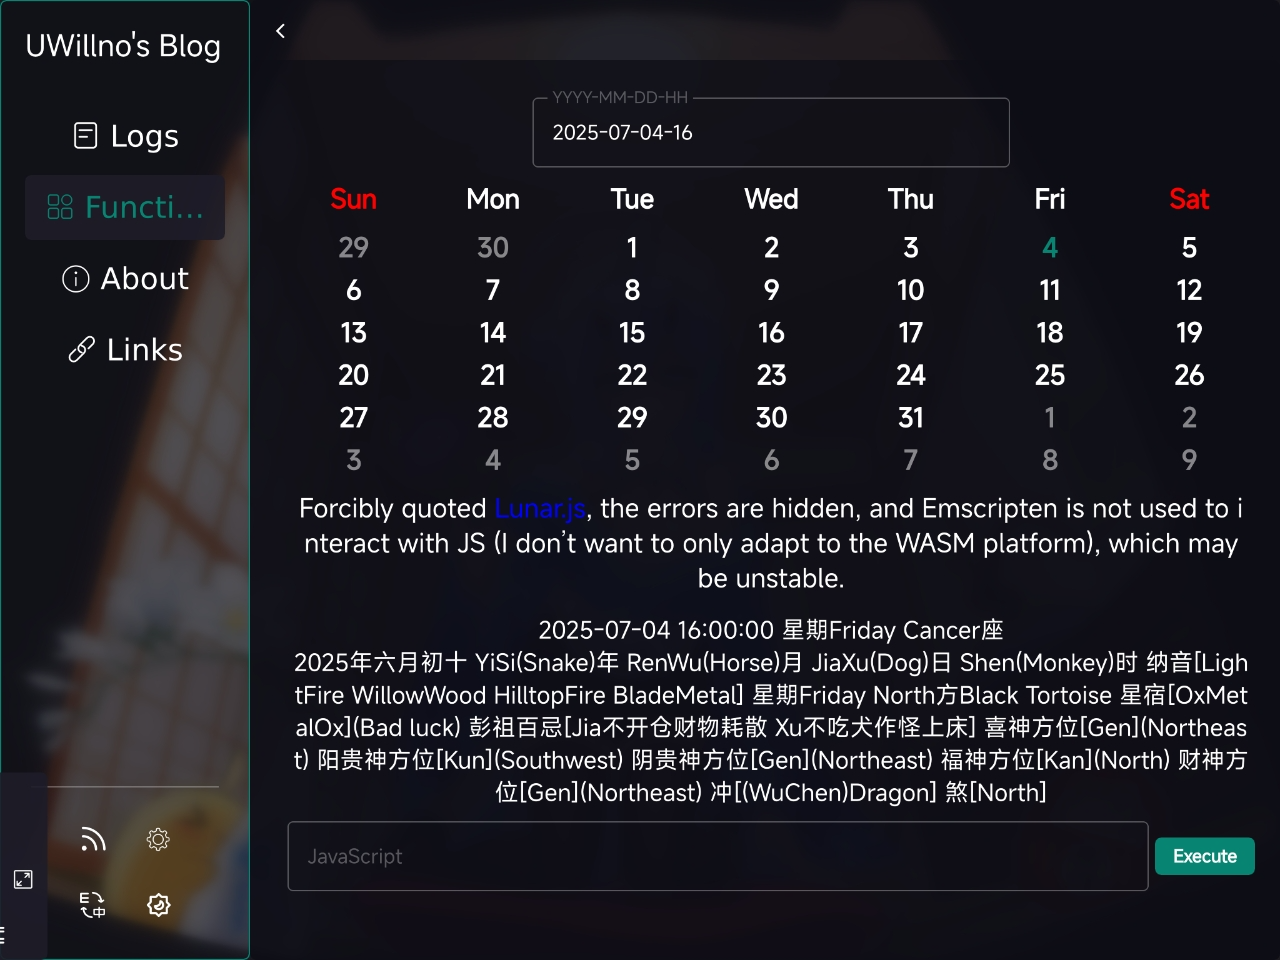 UWillno's Blog
Logs
Functi...
About
Links
YYYY-MM-DD-HH
2025-07-04-16
Sun Mon Tue Wed Thu Fri Sat
29 30 1 2 3 4 5
6 7 8 9 10 11 12
13 14 15 16 17 18 19
20 21 22 23 24 25 26
27 28 29 30 31 1 2
3 4 5 6 7 8 9
Forcibly quoted Lunar.js, the errors are hidden, and Emscripten is not used to i
nteract with JS (I don't want to only adapt to the WASM platform), which may
be unstable.
2025-07-04 16:00:00 星期Friday Cancer座
2025年六月初十 YiSi(Snake)年 RenWu(Horse)月 JiaXu(Dog)日 Shen(Monkey)时 纳音[Ligh
tFire WillowWood HilltopFire BladeMetal] 星期Friday North方Black Tortoise 星宿[OxMet
alOx](Bad luck) 彭祖百忌[Jia不开仓财物耗散 Xu不吃犬作怪上床] 喜神方位[Gen](Northeas
t) 阳贵神方位[Kun](Southwest) 阴贵神方位[Gen](Northeast) 福神方位[Kan](North) 财神方
位[Gen](Northeast) 冲[(WuChen)Dragon] 煞[North]
JavaScript
Execute
E
中